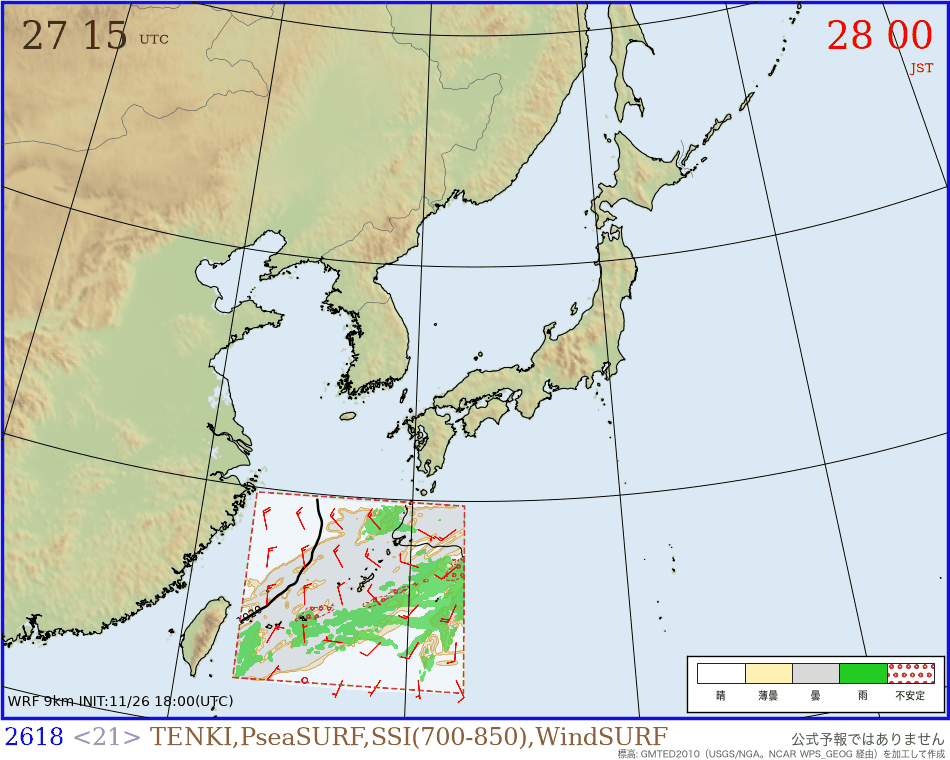 27 15 UTC
28 00
JST
1020
WRF 9km INIT:11/26 18:00(UTC)
晴 薄曇 曇 雨 不安定
2618 <21> TENKI,PseaSURF,SSI(700-850),WindSURF
公式予報ではありません
標高: GMTED2010（USGS/NGA。NCAR WPS_GEOG 経由）を加工して作成